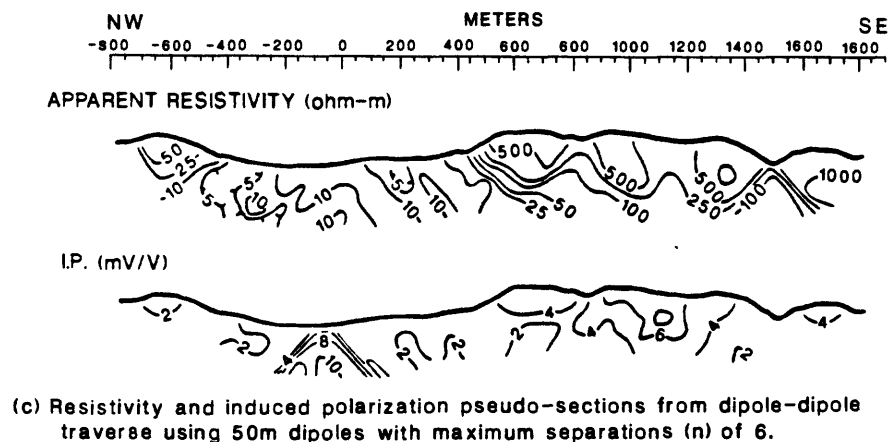 NW METERS SE
-800 -600 -400 -200 0 200 400 600 800 1000 1200 1400 1600 1600
APPARENT RESISTIVITY (ohm-m)
50 500 500 500 1000
25 10 5 5 10 10 10 5 10 10 25 50 100 250 100
I.P. (mV/V)
2 2 4 8 10 2 2 2 2 4 4 6 4 2 4
(c) Resistivity and induced polarization pseudo-sections from dipole-dipole
traverse using 50m dipoles with maximum separations (n) of 6.